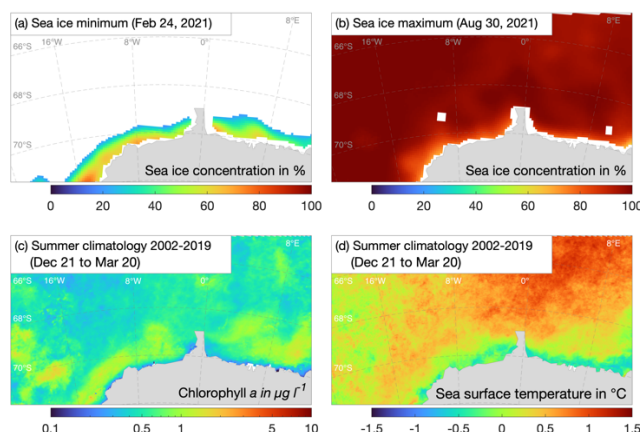 (a) Sea ice minimum (Feb 24, 2021)
8°E
16°W
0°
66°S
68°S
70°S
Sea ice concentration in %
0 20 40 60 80 100
(b) Sea ice maximum (Aug 30, 2021)
8°E
16°W
0°
66°S
68°S
70°S
Sea ice concentration in %
0 20 40 60 80 100
(c) Summer climatology 2002-2019
(Dec 21 to Mar 20)
8°E
16°W
0°
66°S
68°S
70°S
Chlorophyll a in µg l⁻¹
0.1 0.5 1 5 10
(d) Summer climatology 2002-2019
(Dec 21 to Mar 20)
8°E
16°W
0°
66°S
68°S
70°S
Sea surface temperature in °C
-1.5 -1 -0.5 0 0.5 1 1.5